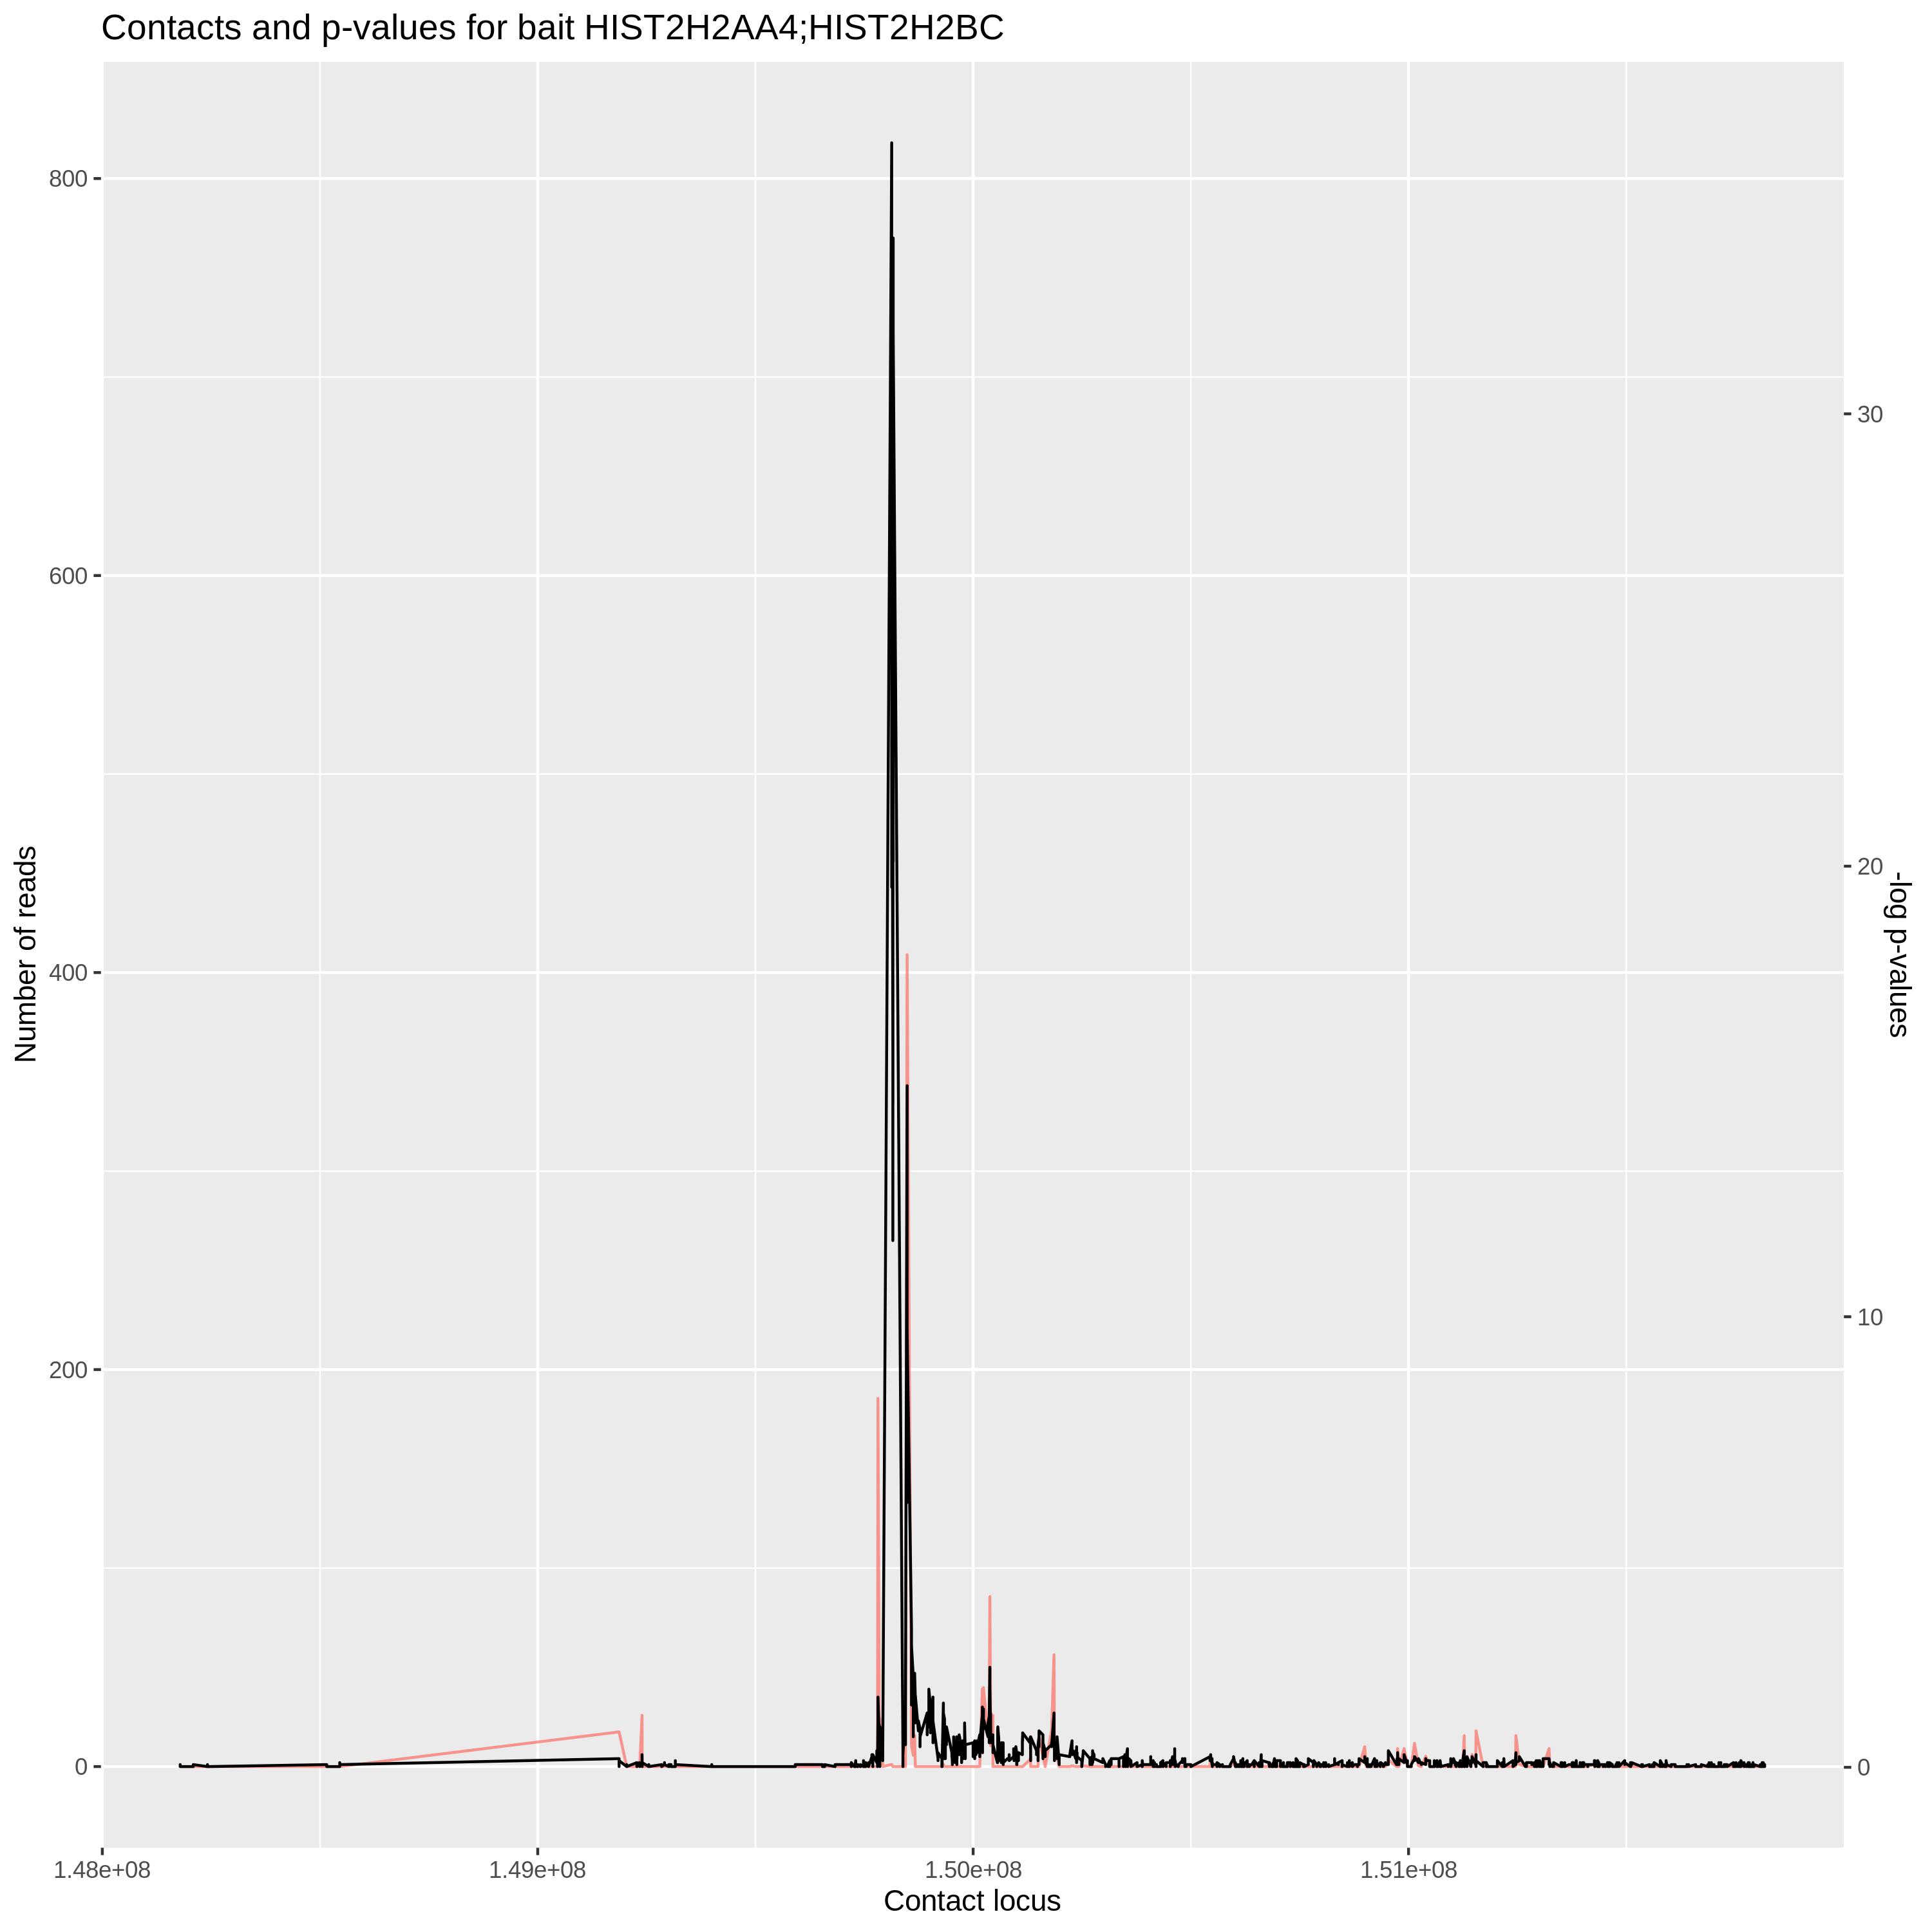 Contacts and p-values for bait HIST2H2AA4;HIST2H2BC
800
600
400
200
0
Number of reads
30
20
10
0
-log p-values
1.48e+08
1.49e+08
1.50e+08
1.51e+08
Contact locus